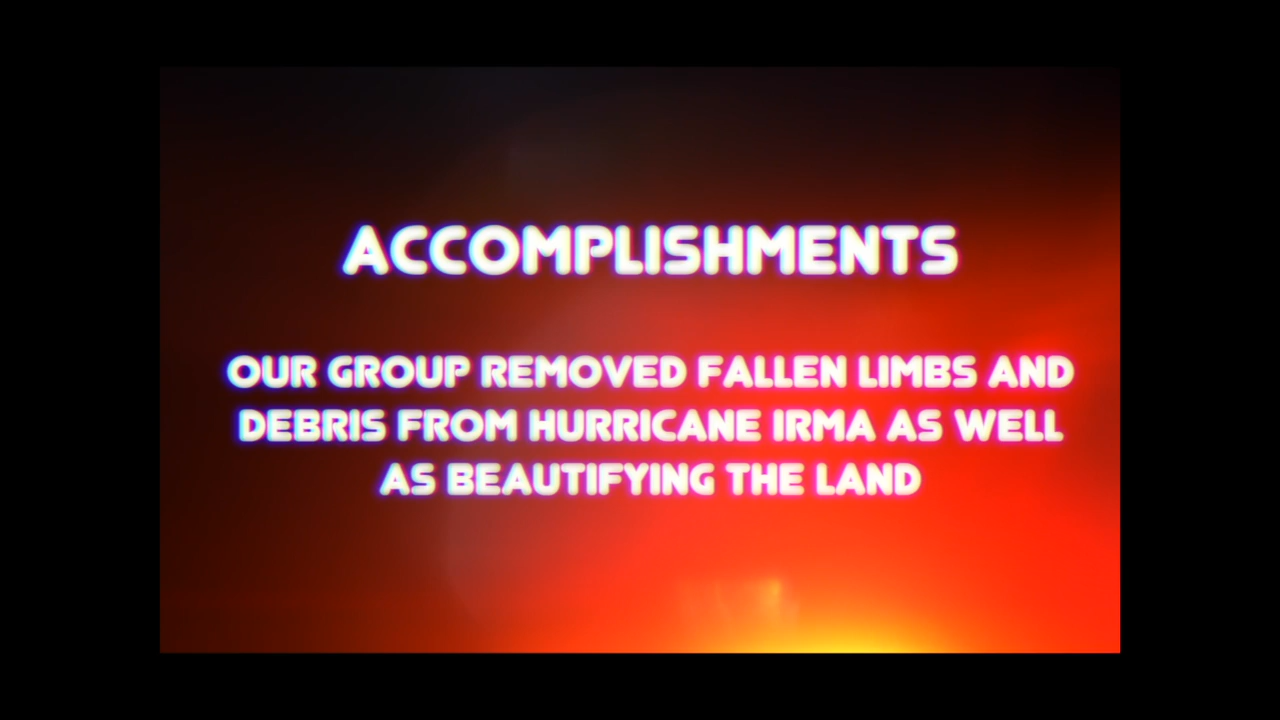 ACCOMPLISHMENTS
OUR GROUP REMOVED FALLEN LIMBS AND
DEBRIS FROM HURRICANE IRMA AS WELL
AS BEAUTIFYING THE LAND